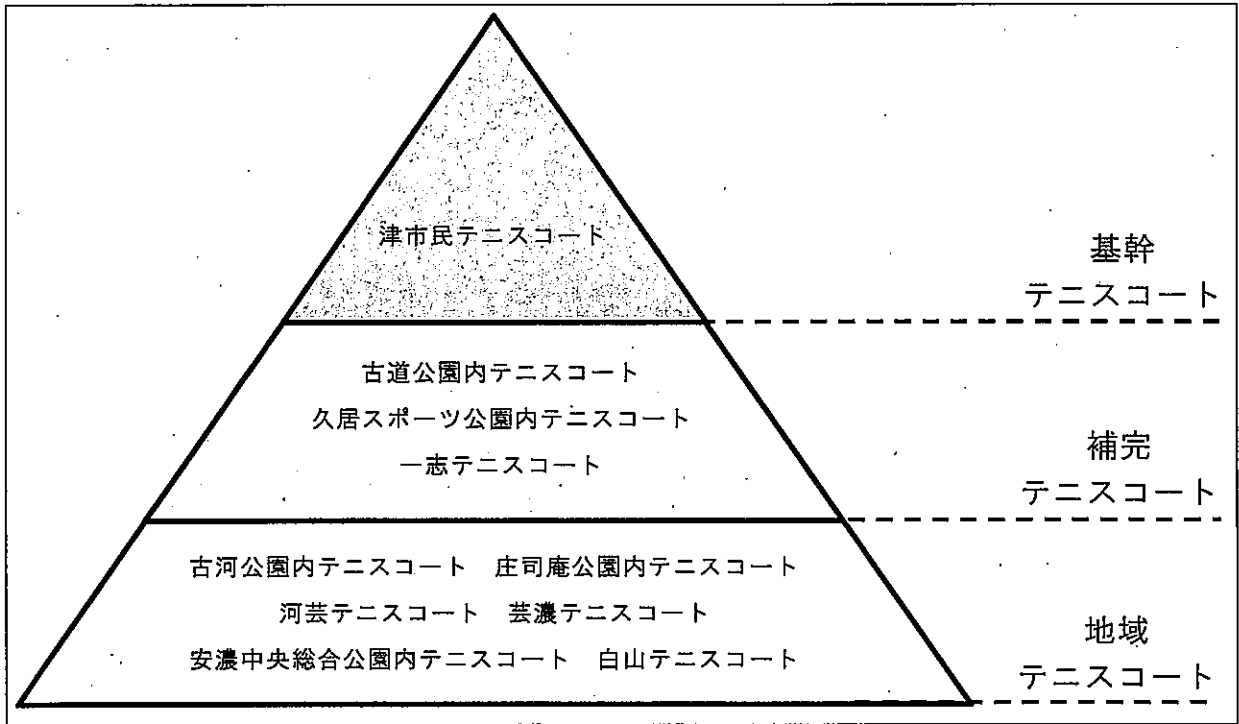 津市民テニスコート
基幹
テニスコート
古道公園内テニスコート
久居スポーツ公園内テニスコート
一志テニスコート
補完
テニスコート
古河公園内テニスコート 庄司庵公園内テニスコート
河芸テニスコート 芸濃テニスコート
安濃中央総合公園内テニスコート 白山テニスコート
地域
テニスコート